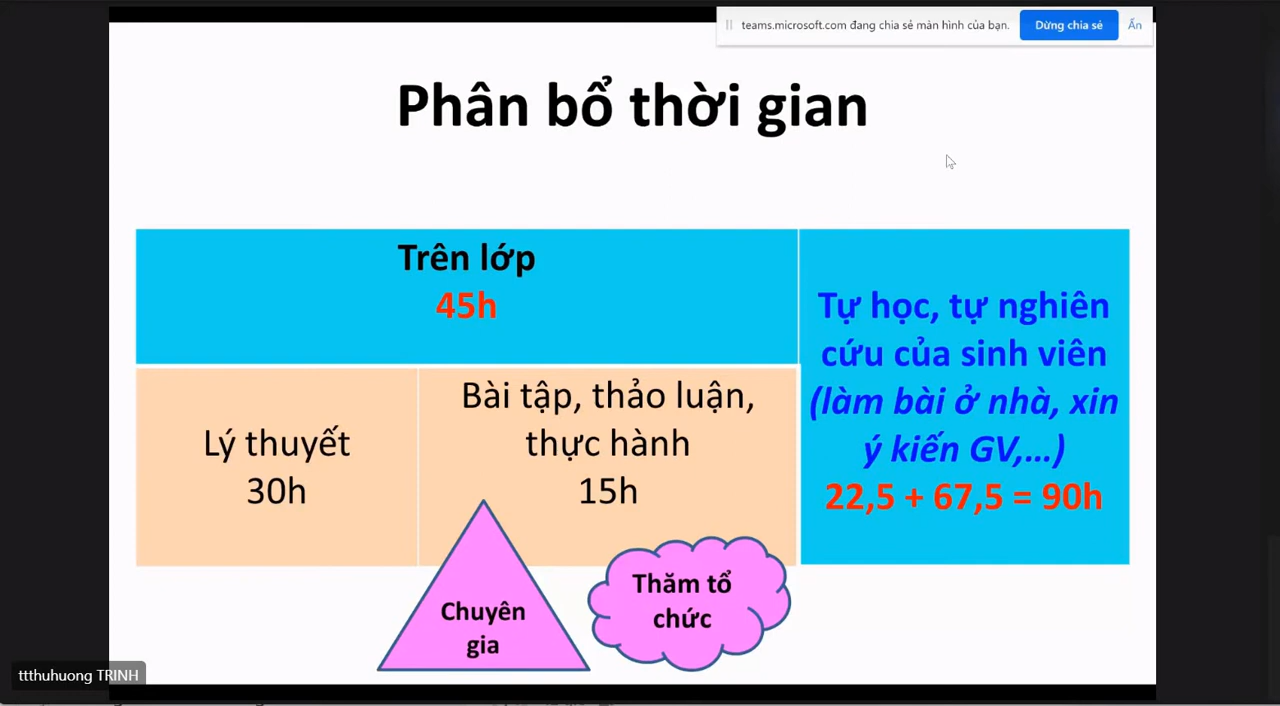 teams.microsoft.com đang chia sẻ màn hình của bạn.
Dừng chia sẻ
Ẩn
Phân bổ thời gian
Trên lớp
45h
Tự học, tự nghiên
cứu của sinh viên
(làm bài ở nhà, xin
ý kiến GV,...)
22,5 + 67,5 = 90h
Lý thuyết
30h
Bài tập, thảo luận,
thực hành
15h
Chuyên
gia
Thăm tổ
chức
ttthuhuong TRINH